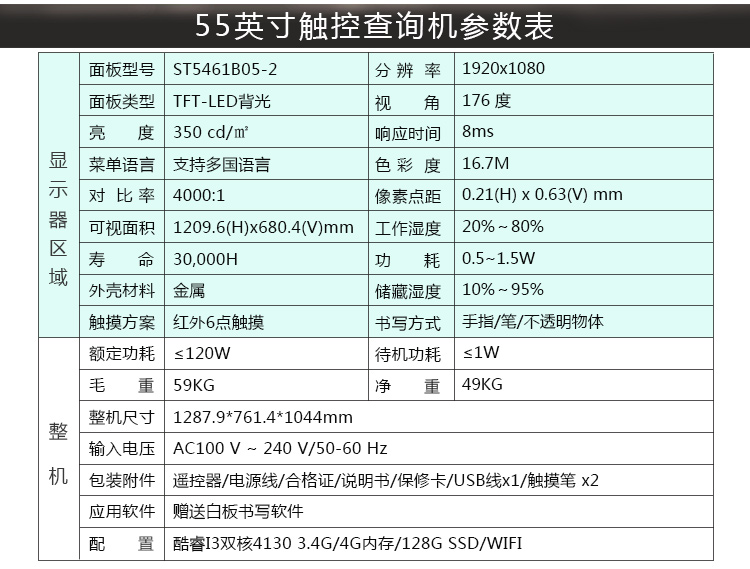 55英寸触控查询机参数表
显示器区域
面板型号 ST5461B05-2 分辨率 1920x1080
面板类型 TFT-LED背光 视角 176 度
亮度 350 cd/㎡ 响应时间 8ms
菜单语言 支持多国语言 色彩度 16.7M
对比率 4000:1 像素点距 0.21(H) x 0.63(V) mm
可视面积 1209.6(H)x680.4(V)mm 工作湿度 20%~80%
寿命 30,000H 功耗 0.5~1.5W
外壳材料 金属 储藏湿度 10%~95%
触摸方案 红外6点触摸 书写方式 手指/笔/不透明物体
整机
额定功耗 ≤120W 待机功耗 ≤1W
毛重 59KG 净重 49KG
整机尺寸 1287.9*761.4*1044mm
输入电压 AC100 V ~ 240 V/50-60 Hz
包装附件 遥控器/电源线/合格证/说明书/保修卡/USB线x1/触摸笔 x2
应用软件 赠送白板书写软件
配置 酷睿I3双核4130 3.4G/4G内存/128G SSD/WIFI